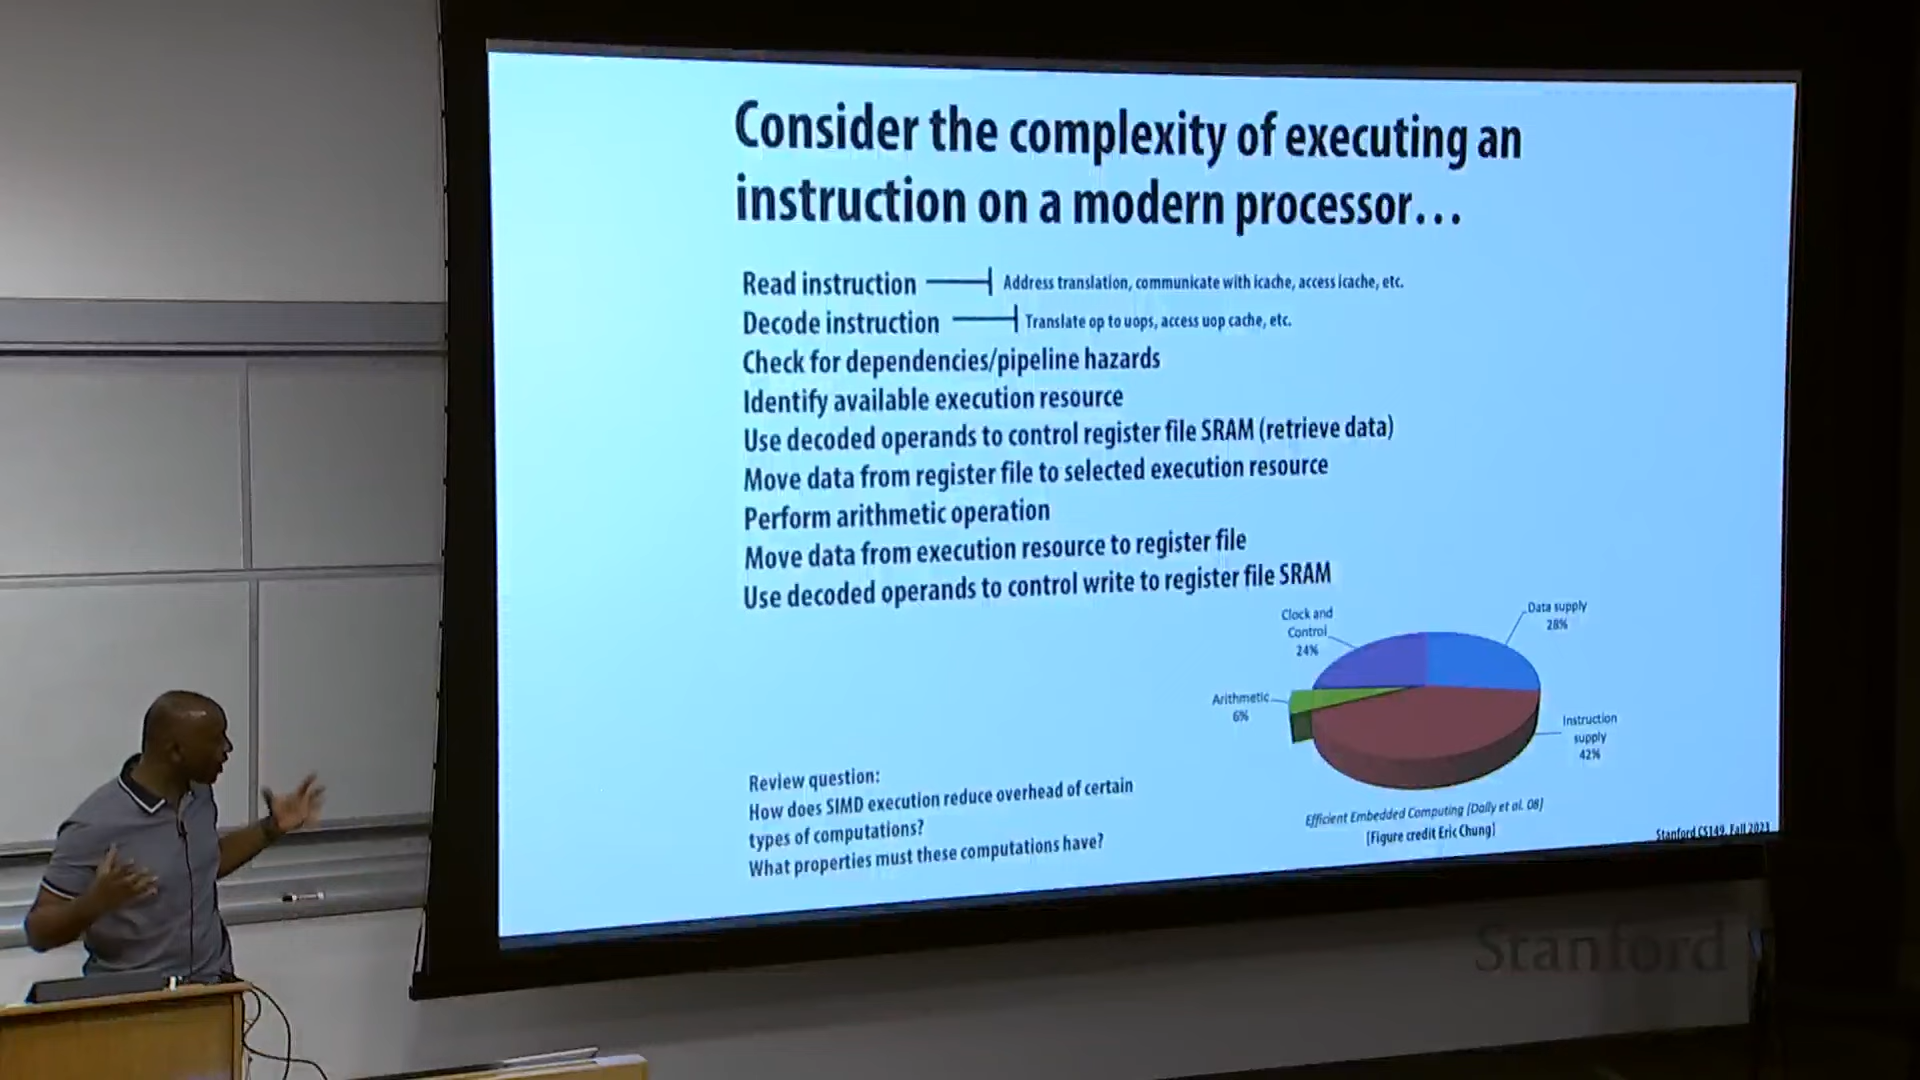 Consider the complexity of executing an
instruction on a modern processor...
Read instruction
Address translation, communicate with icache, access icache, etc.
Decode instruction
Translate op to uops, access uop cache, etc.
Check for dependencies/pipeline hazards
Identify available execution resource
Use decoded operands to control register file SRAM (retrieve data)
Move data from register file to selected execution resource
Perform arithmetic operation
Move data from execution resource to register file
Use decoded operands to control write to register file SRAM
Clock and
Control
24%
Data supply
28%
Arithmetic
6%
Instruction
supply
42%
Review question:
How does SIMD execution reduce overhead of certain
types of computations?
What properties must these computations have?
Efficient Embedded Computing [Dally et al. 08]
[Figure credit Eric Chung]
Stanford CS149, Fall 2023
Stanford